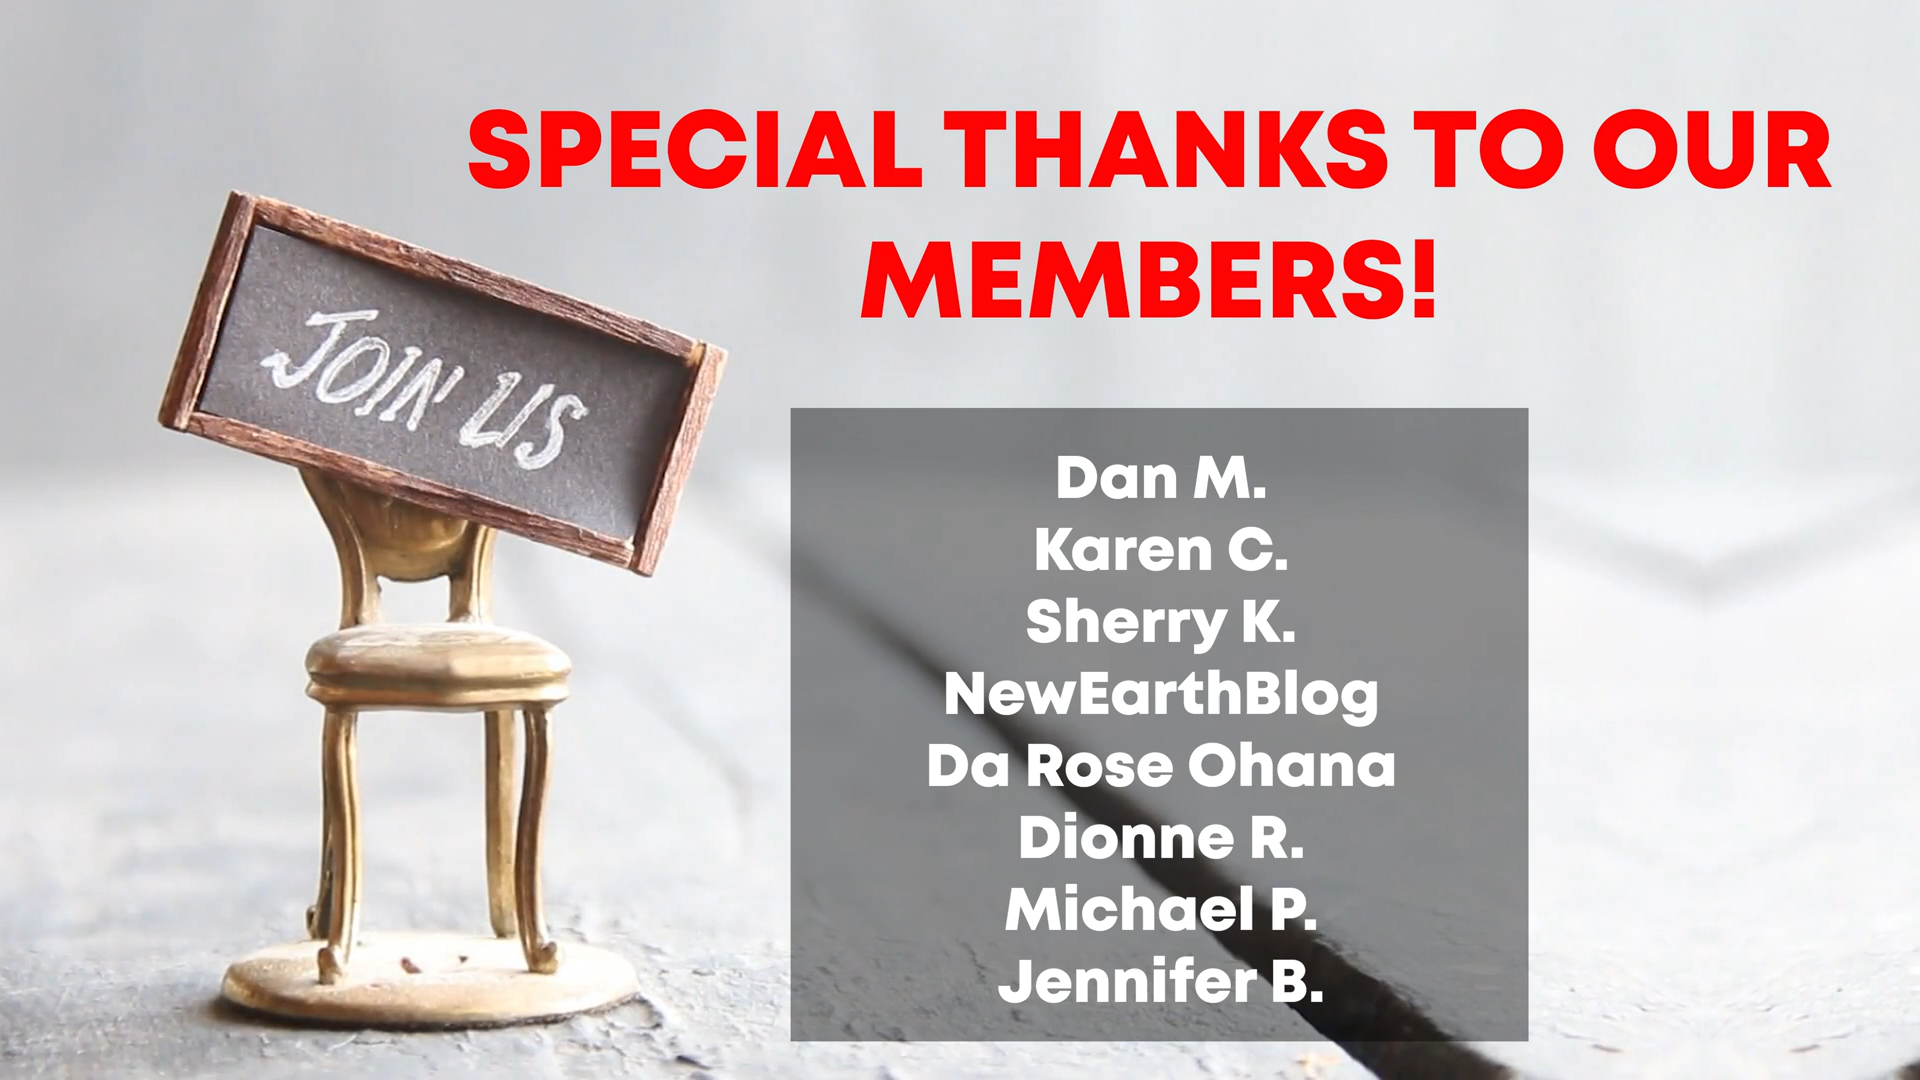 SPECIAL THANKS TO OUR
MEMBERS!
JOIN US
Dan M.
Karen C.
Sherry K.
NewEarthBlog
Da Rose Ohana
Dionne R.
Michael P.
Jennifer B.